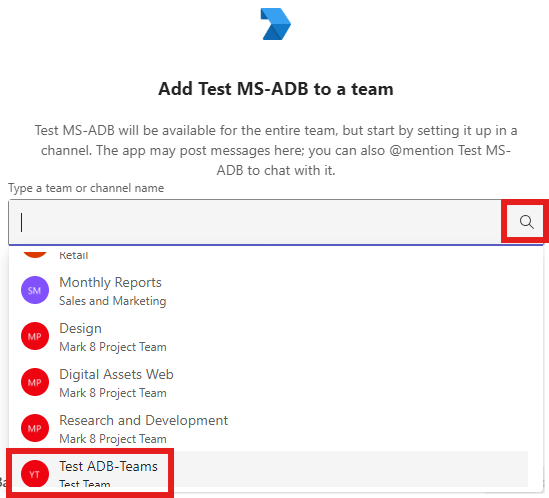 Add Test MS-ADB to a team
Test MS-ADB will be available for the entire team, but start by setting it up in a
channel. The app may post messages here; you can also @mention Test MS-
ADB to chat with it.
Type a team or channel name
Retail
SM
Monthly Reports
Sales and Marketing
MP
Design
Mark 8 Project Team
MP
Digital Assets Web
Mark 8 Project Team
MP
Research and Development
Mark 8 Project Team
YT
Test ADB-Teams
Test Team